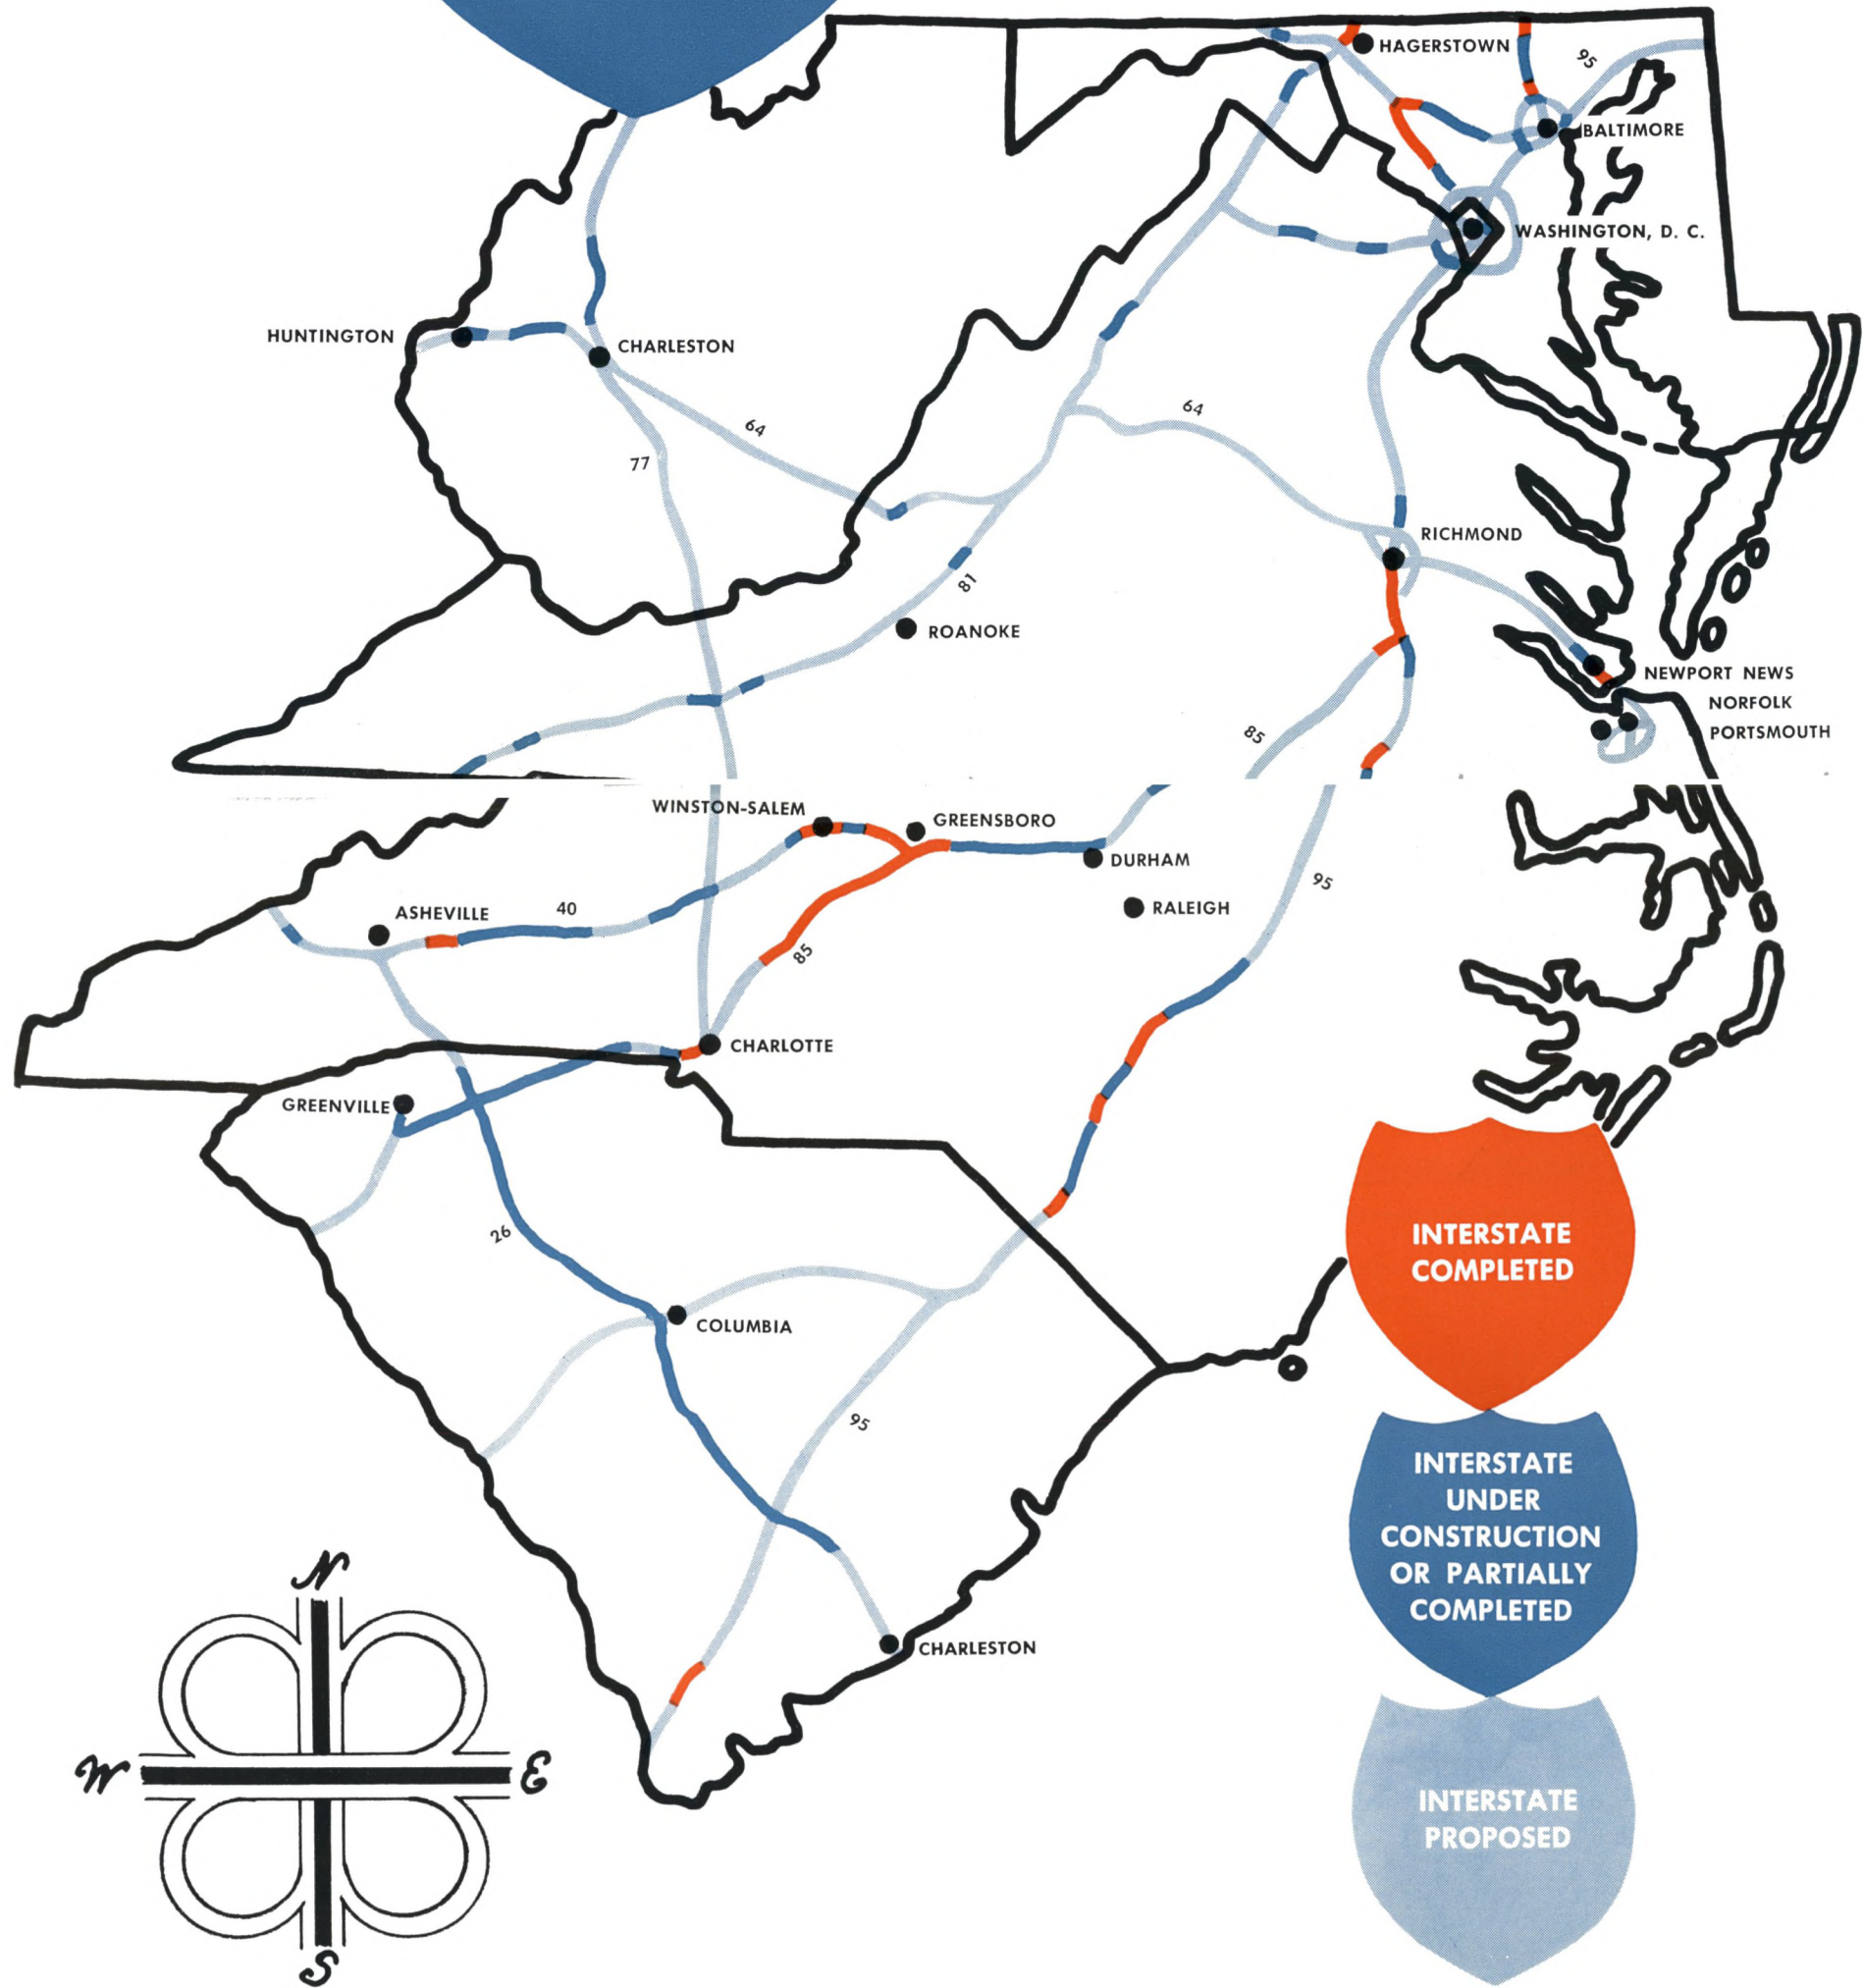 HAGERSTOWN
95
BALTIMORE
WASHINGTON, D. C.
HUNTINGTON
CHARLESTON
64
64
77
RICHMOND
81
ROANOKE
NEWPORT NEWS
NORFOLK
PORTSMOUTH
85
WINSTON-SALEM
GREENSBORO
DURHAM
95
RALEIGH
ASHEVILLE
40
85
CHARLOTTE
GREENVILLE
26
COLUMBIA
95
CHARLESTON
INTERSTATE
COMPLETED
INTERSTATE
UNDER
CONSTRUCTION
OR PARTIALLY
COMPLETED
INTERSTATE
PROPOSED
N
W
E
S